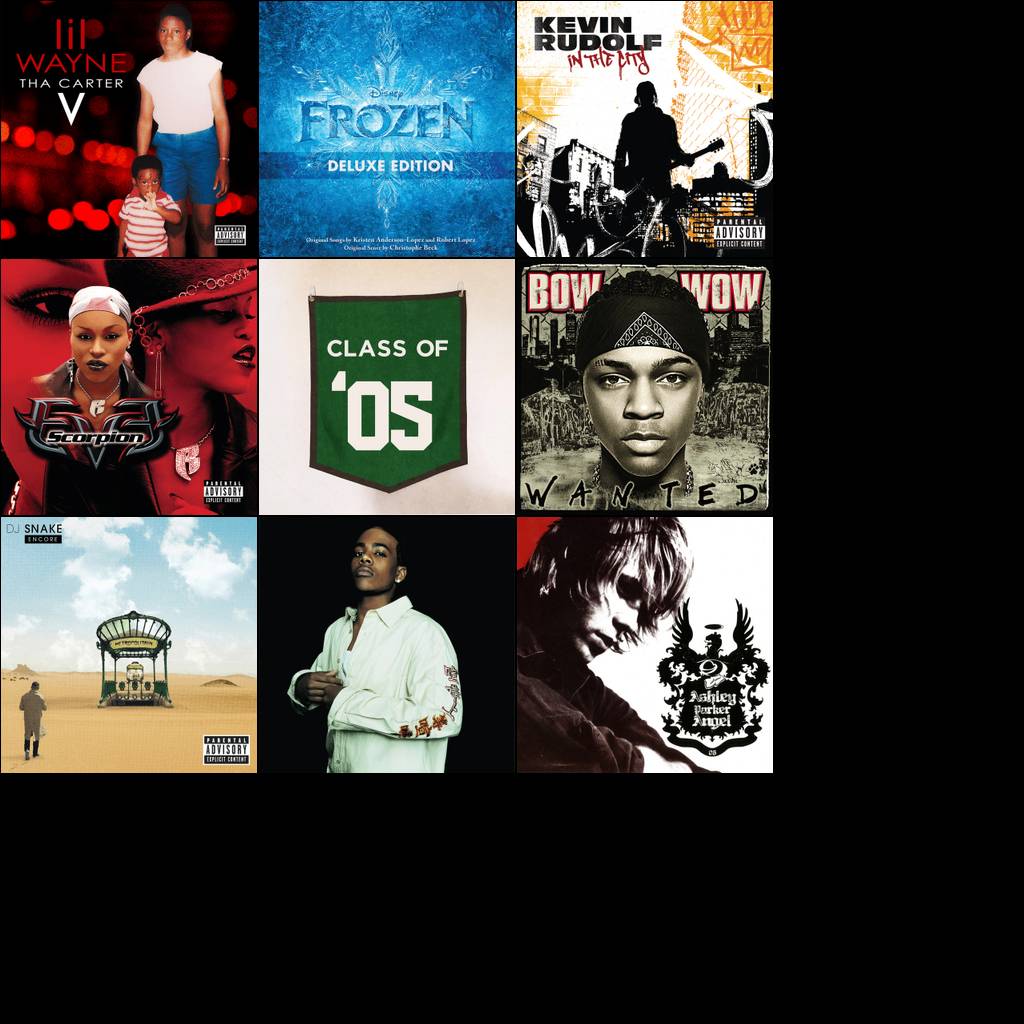 lil
WAYNE
THA CARTER
V
PARENTAL
ADVISORY
EXPLICIT CONTENT
Disney
FROZEN
DELUXE EDITION
Original Songs by Kristen Anderson-Lopez and Robert Lopez
Original Score by Christophe Beck
KEVIN
RUDOLF
IN THE CITY
PARENTAL
ADVISORY
EXPLICIT CONTENT
EVE
Scorpion
PARENTAL
ADVISORY
EXPLICIT CONTENT
CLASS OF
‘05
BOW WOW
WANTED
DJ SNAKE
ENCORE
METROPOLITAIN
PARENTAL
ADVISORY
EXPLICIT CONTENT
Ashley
Parker
Angel